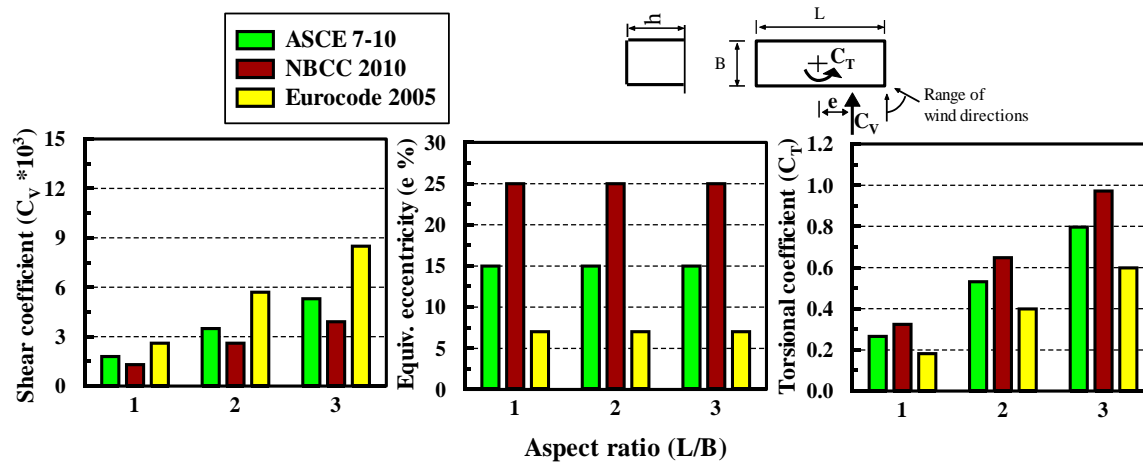 ASCE 7-10
NBCC 2010
Eurocode 2005
h
L
B
C_T
e
C_V
Range of
wind directions
Shear coefficient (C_V *10^3)
15
12
9
6
3
0
1 2 3
Equiv. eccentricity (e %)
30
25
20
15
10
5
0
1 2 3
Torsional coefficient (C_T)
1.2
1.0
0.8
0.6
0.4
0.2
0.0
1 2 3
Aspect ratio (L/B)